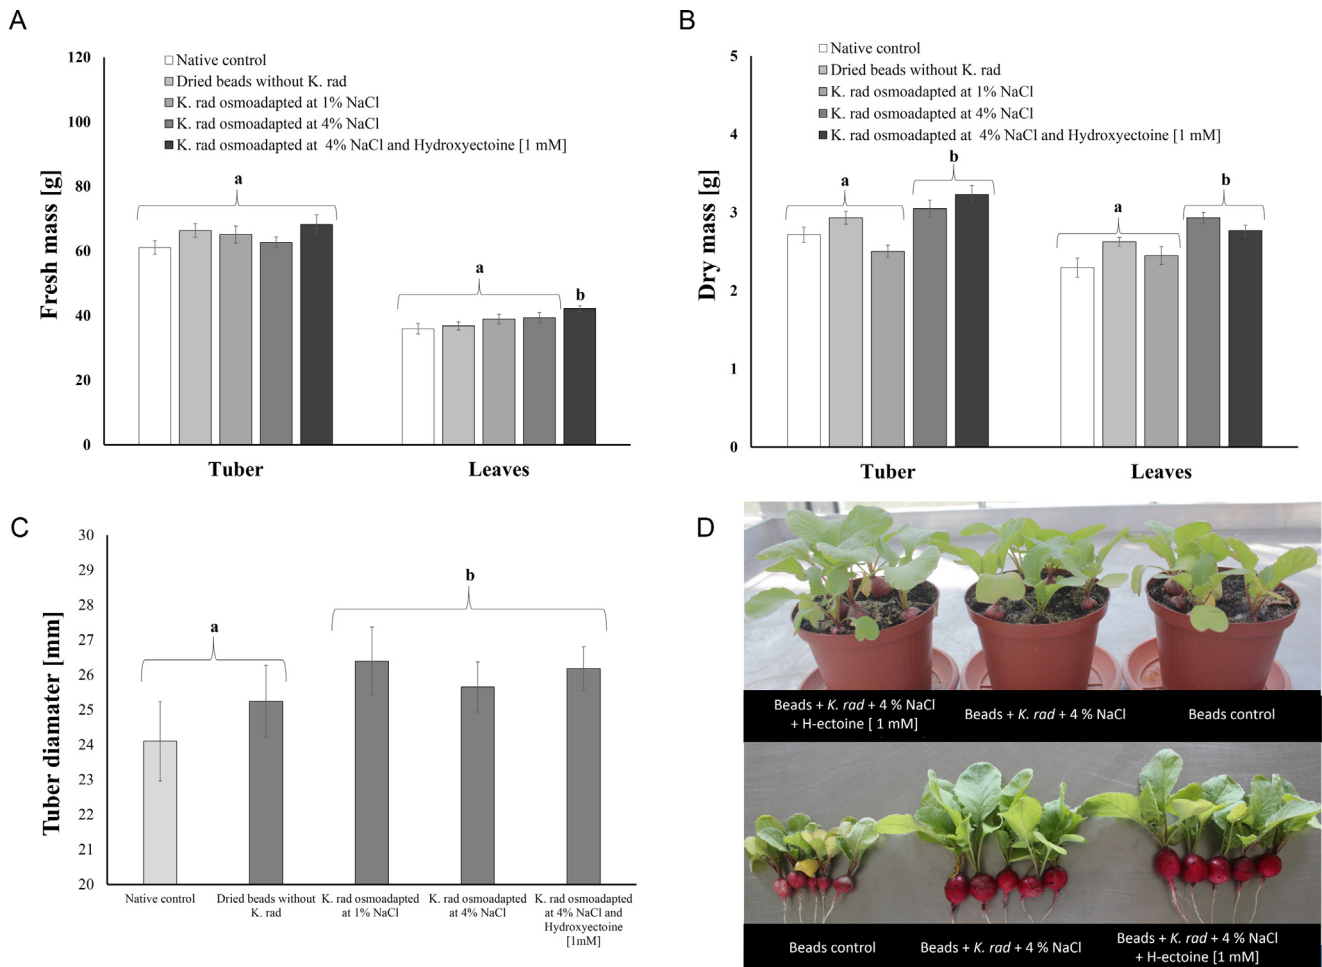 A
120
100
80
60
40
20
0
Fresh mass [g]
Native control
Dried beads without K. rad
K. rad osmoadapted at 1% NaCl
K. rad osmoadapted at 4% NaCl
K. rad osmoadapted at 4% NaCl and Hydroxyectoine [1 mM]
a
a
b
Tuber
Leaves
B
5
4
3
2
1
0
Dry mass [g]
Native control
Dried beads without K. rad
K. rad osmoadapted at 1% NaCl
K. rad osmoadapted at 4% NaCl
K. rad osmoadapted at 4% NaCl and Hydroxyectoine [1 mM]
a
b
a
b
Tuber
Leaves
C
30
29
28
27
26
25
24
23
22
21
20
Tuber diamater [mm]
a
b
Native control
Dried beads without
K. rad
K. rad osmoadapted
at 1% NaCl
K. rad osmoadapted
at 4% NaCl
K. rad osmoadapted
at 4% NaCl and
Hydroxyectoine
[1mM]
D
Beads + K. rad + 4 % NaCl
+ H-ectoine [ 1 mM]
Beads + K. rad + 4 % NaCl
Beads control
Beads control
Beads + K. rad + 4 % NaCl
Beads + K. rad + 4 % NaCl
+ H-ectoine [1 mM]